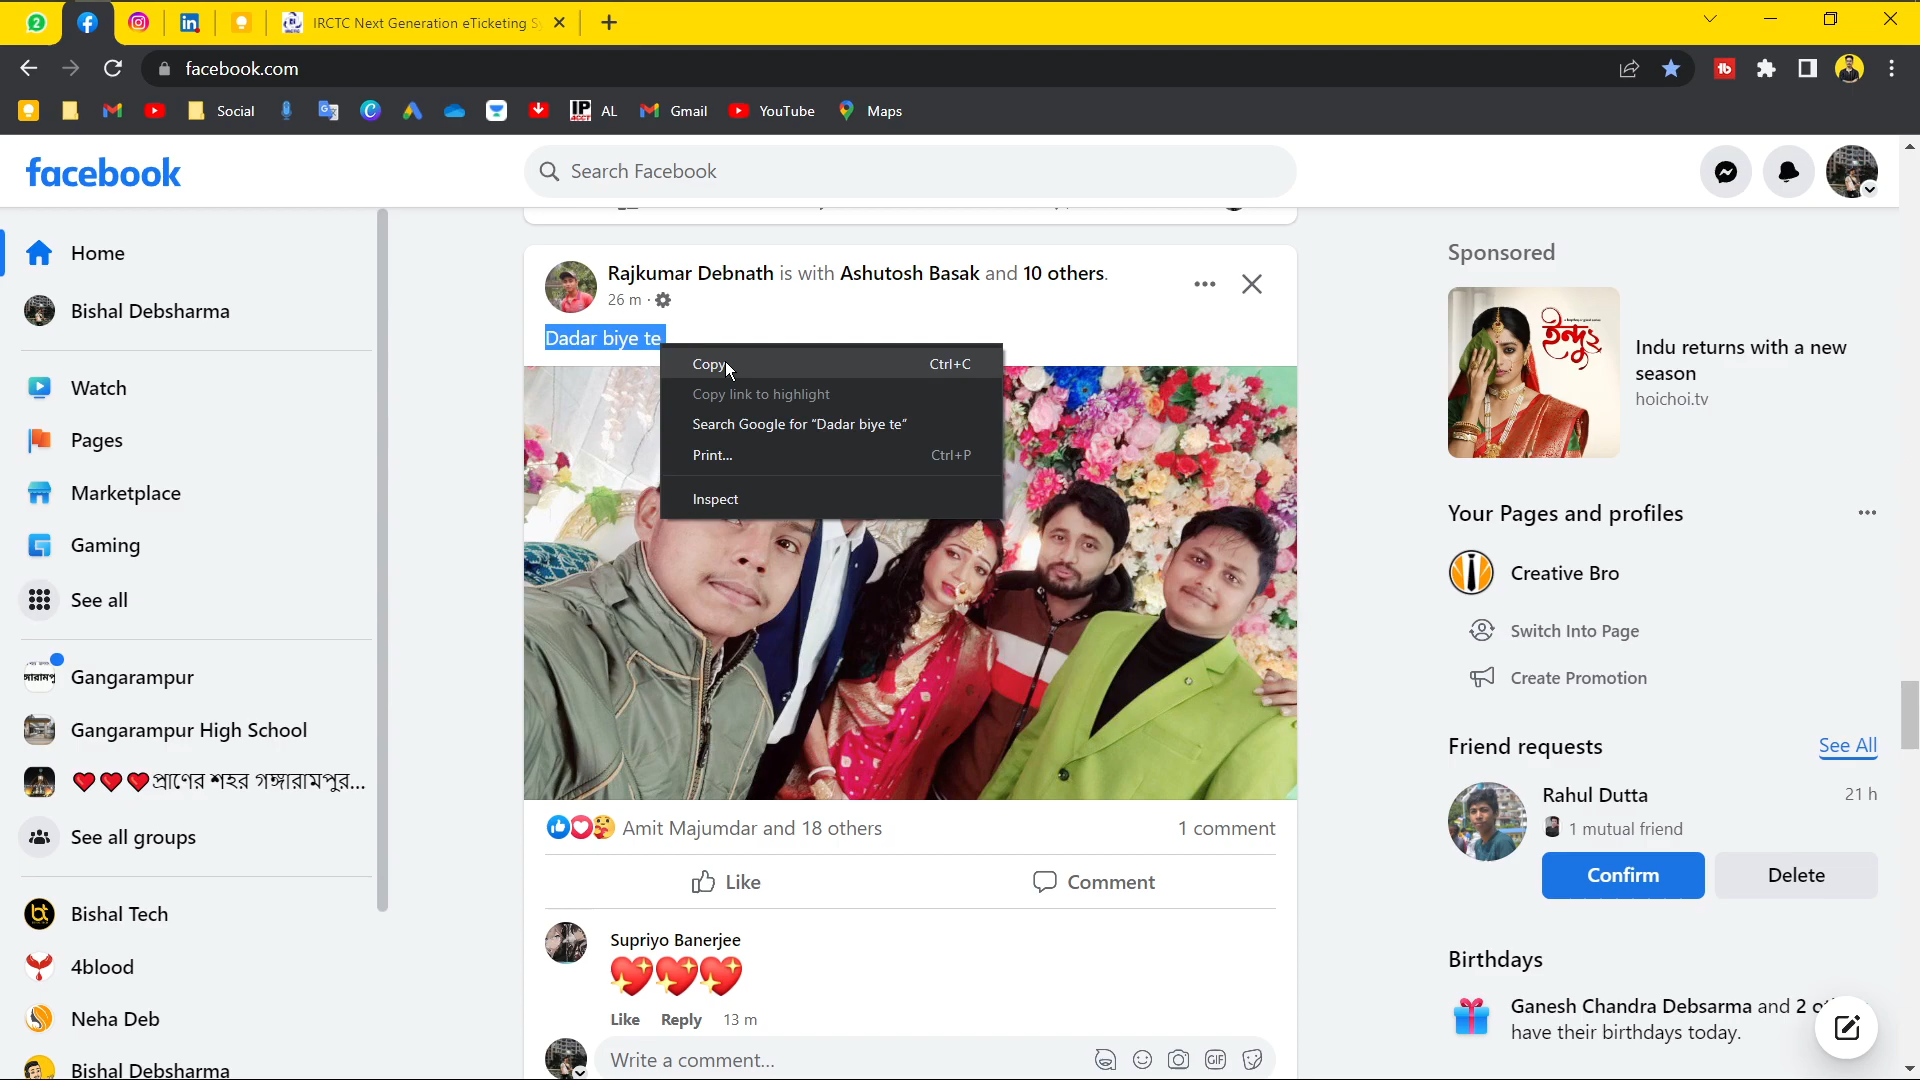 2
IRCTC Next Generation eTicketing S
facebook.com
Social
IP AL
Gmail
YouTube
Maps
facebook
Search Facebook
Home
Bishal Debsharma
Watch
Pages
Marketplace
Gaming
See all
Gangarampur
Gangarampur High School
❤❤❤প্রাণের শহর গঙ্গারামপুর...
See all groups
Bishal Tech
4blood
Neha Deb
Bishal Debsharma
Rajkumar Debnath is with Ashutosh Basak and 10 others.
26 m ·
Dadar biye te
Copy Ctrl+C
Copy link to highlight
Search Google for “Dadar biye te”
Print... Ctrl+P
Inspect
Amit Majumdar and 18 others
1 comment
Like
Comment
Supriyo Banerjee
💖💖💖
Like Reply 13 m
Write a comment...
GIF
Sponsored
ইন্দু ২
Indu returns with a new
season
hoichoi.tv
Your Pages and profiles
Creative Bro
Switch Into Page
Create Promotion
Friend requests
See All
Rahul Dutta
21 h
1 mutual friend
Confirm
Delete
Birthdays
Ganesh Chandra Debsarma and 2
have their birthdays today.